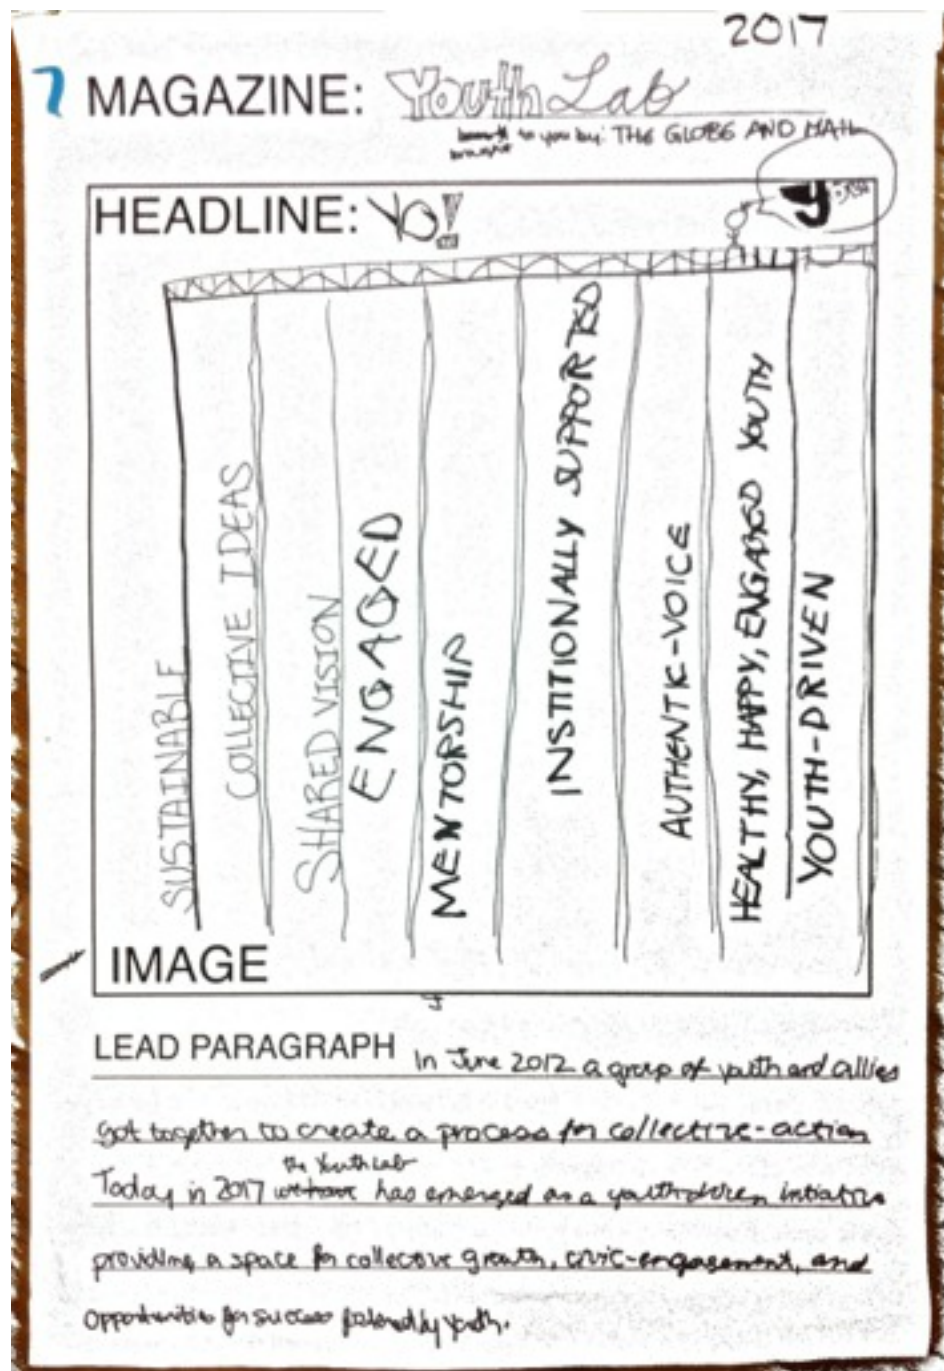 2017
7
MAGAZINE: Youth Lab
brought to you by: THE GLOBE AND MAIL
HEADLINE: YO!
SUSTAINABLE
COLLECTIVE IDEAS
SHARED VISION
ENGAGED
MENTORSHIP
INSTITIONALLY SUPPORTED
AUTHENTIC-VOICE
HEALTHY, HAPPY, ENGAGED YOUTH
YOUTH-DRIVEN
IMAGE
LEAD PARAGRAPH In June 2012 a group of youth and allies
got together to create a process for collective-action
the Youth Lab
Today in 2017 has emerged as a youth driven initiative
providing a space for collective growth, civic-engagement, and
opportunities for success by youth.